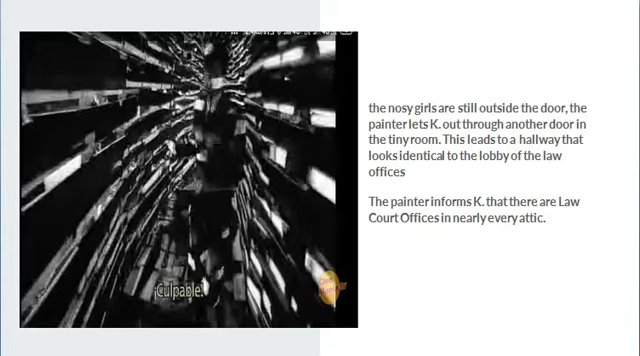 the nosy girls are still outside the door, the
painter lets K. out through another door in
the tiny room. This leads to a hallway that
looks identical to the lobby of the law
offices
The painter informs K. that there are Law
Court Offices in nearly every attic.
¡Culpable!